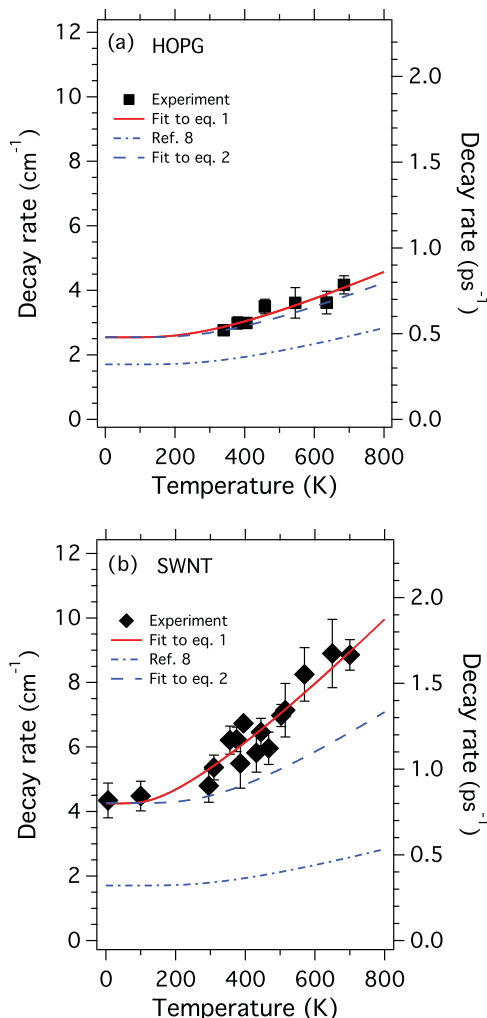 (a) HOPG
Experiment
Fit to eq. 1
Ref. 8
Fit to eq. 2
12
10
8
6
4
2
0
Decay rate (cm⁻¹)
2.0
1.5
1.0
0.5
0.0
Decay rate (ps⁻¹)
0 200 400 600 800
Temperature (K)
(b) SWNT
Experiment
Fit to eq. 1
Ref. 8
Fit to eq. 2
12
10
8
6
4
2
0
Decay rate (cm⁻¹)
2.0
1.5
1.0
0.5
0.0
Decay rate (ps⁻¹)
0 200 400 600 800
Temperature (K)